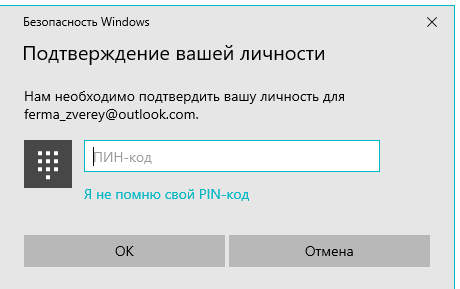 Безопасность Windows
Подтверждение вашей личности
Нам необходимо подтвердить вашу личность для
ferma_zverey@outlook.com.
ПИН-код
Я не помню свой PIN-код
ОК
Отмена